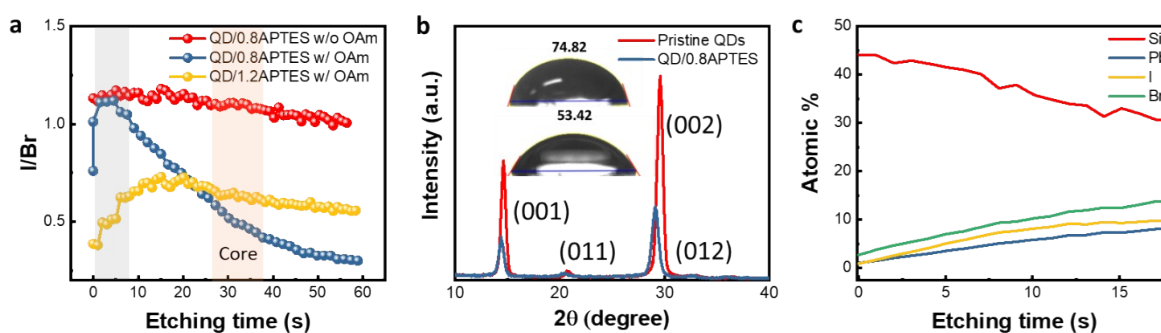 a
I/Br
1.5
1.0
0.5
QD/0.8APTES w/o OAm
QD/0.8APTES w/ OAm
QD/1.2APTES w/ OAm
Core
0 10 20 30 40 50 60
Etching time (s)
b
Intensity (a.u.)
74.82
53.42
Pristine QDs
QD/0.8APTES
(001)
(011)
(002)
(012)
10 20 30 40
2θ (degree)
c
Atomic %
50
40
30
20
10
0
Si
I
Br
0 5 10 15
Etching time (s)